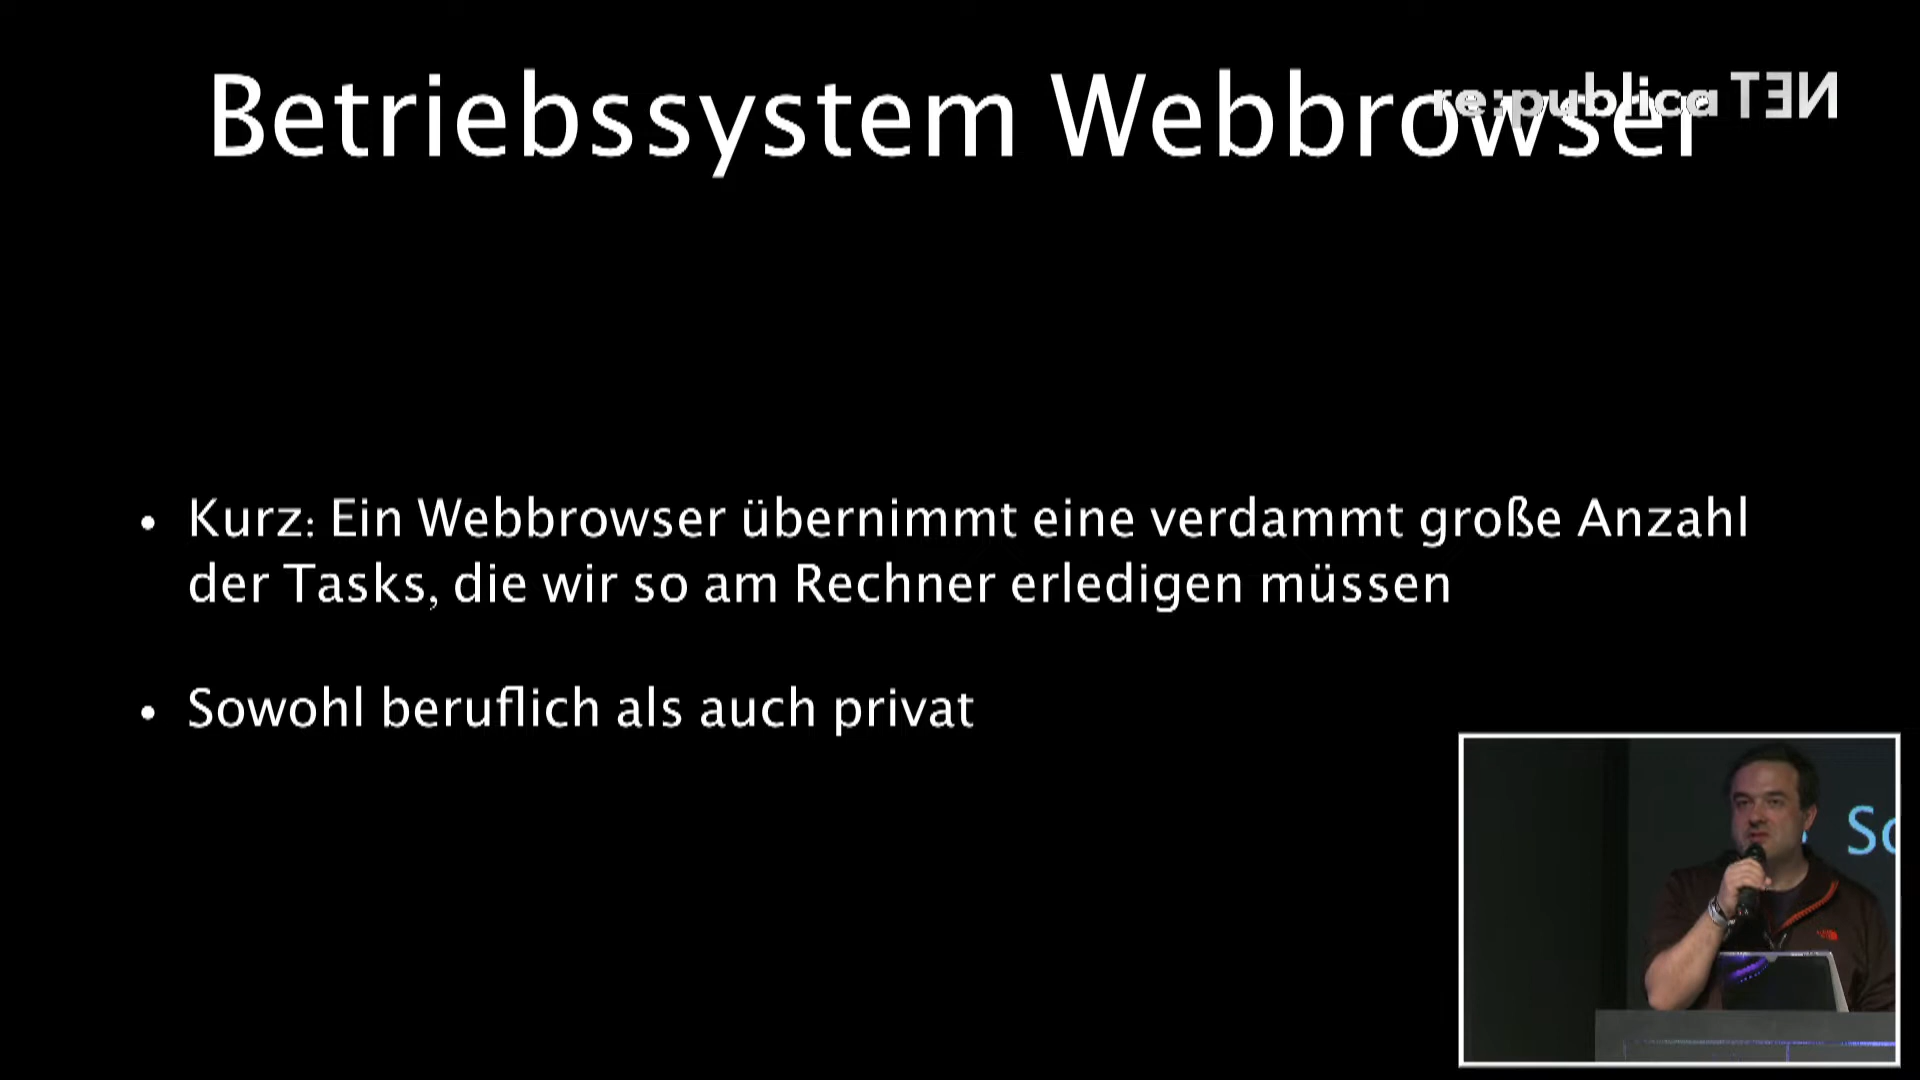 Betriebssystem Webbrowser
re:publica TEN
• Kurz: Ein Webbrowser übernimmt eine verdammt große Anzahl
der Tasks, die wir so am Rechner erledigen müssen
• Sowohl beruflich als auch privat
So